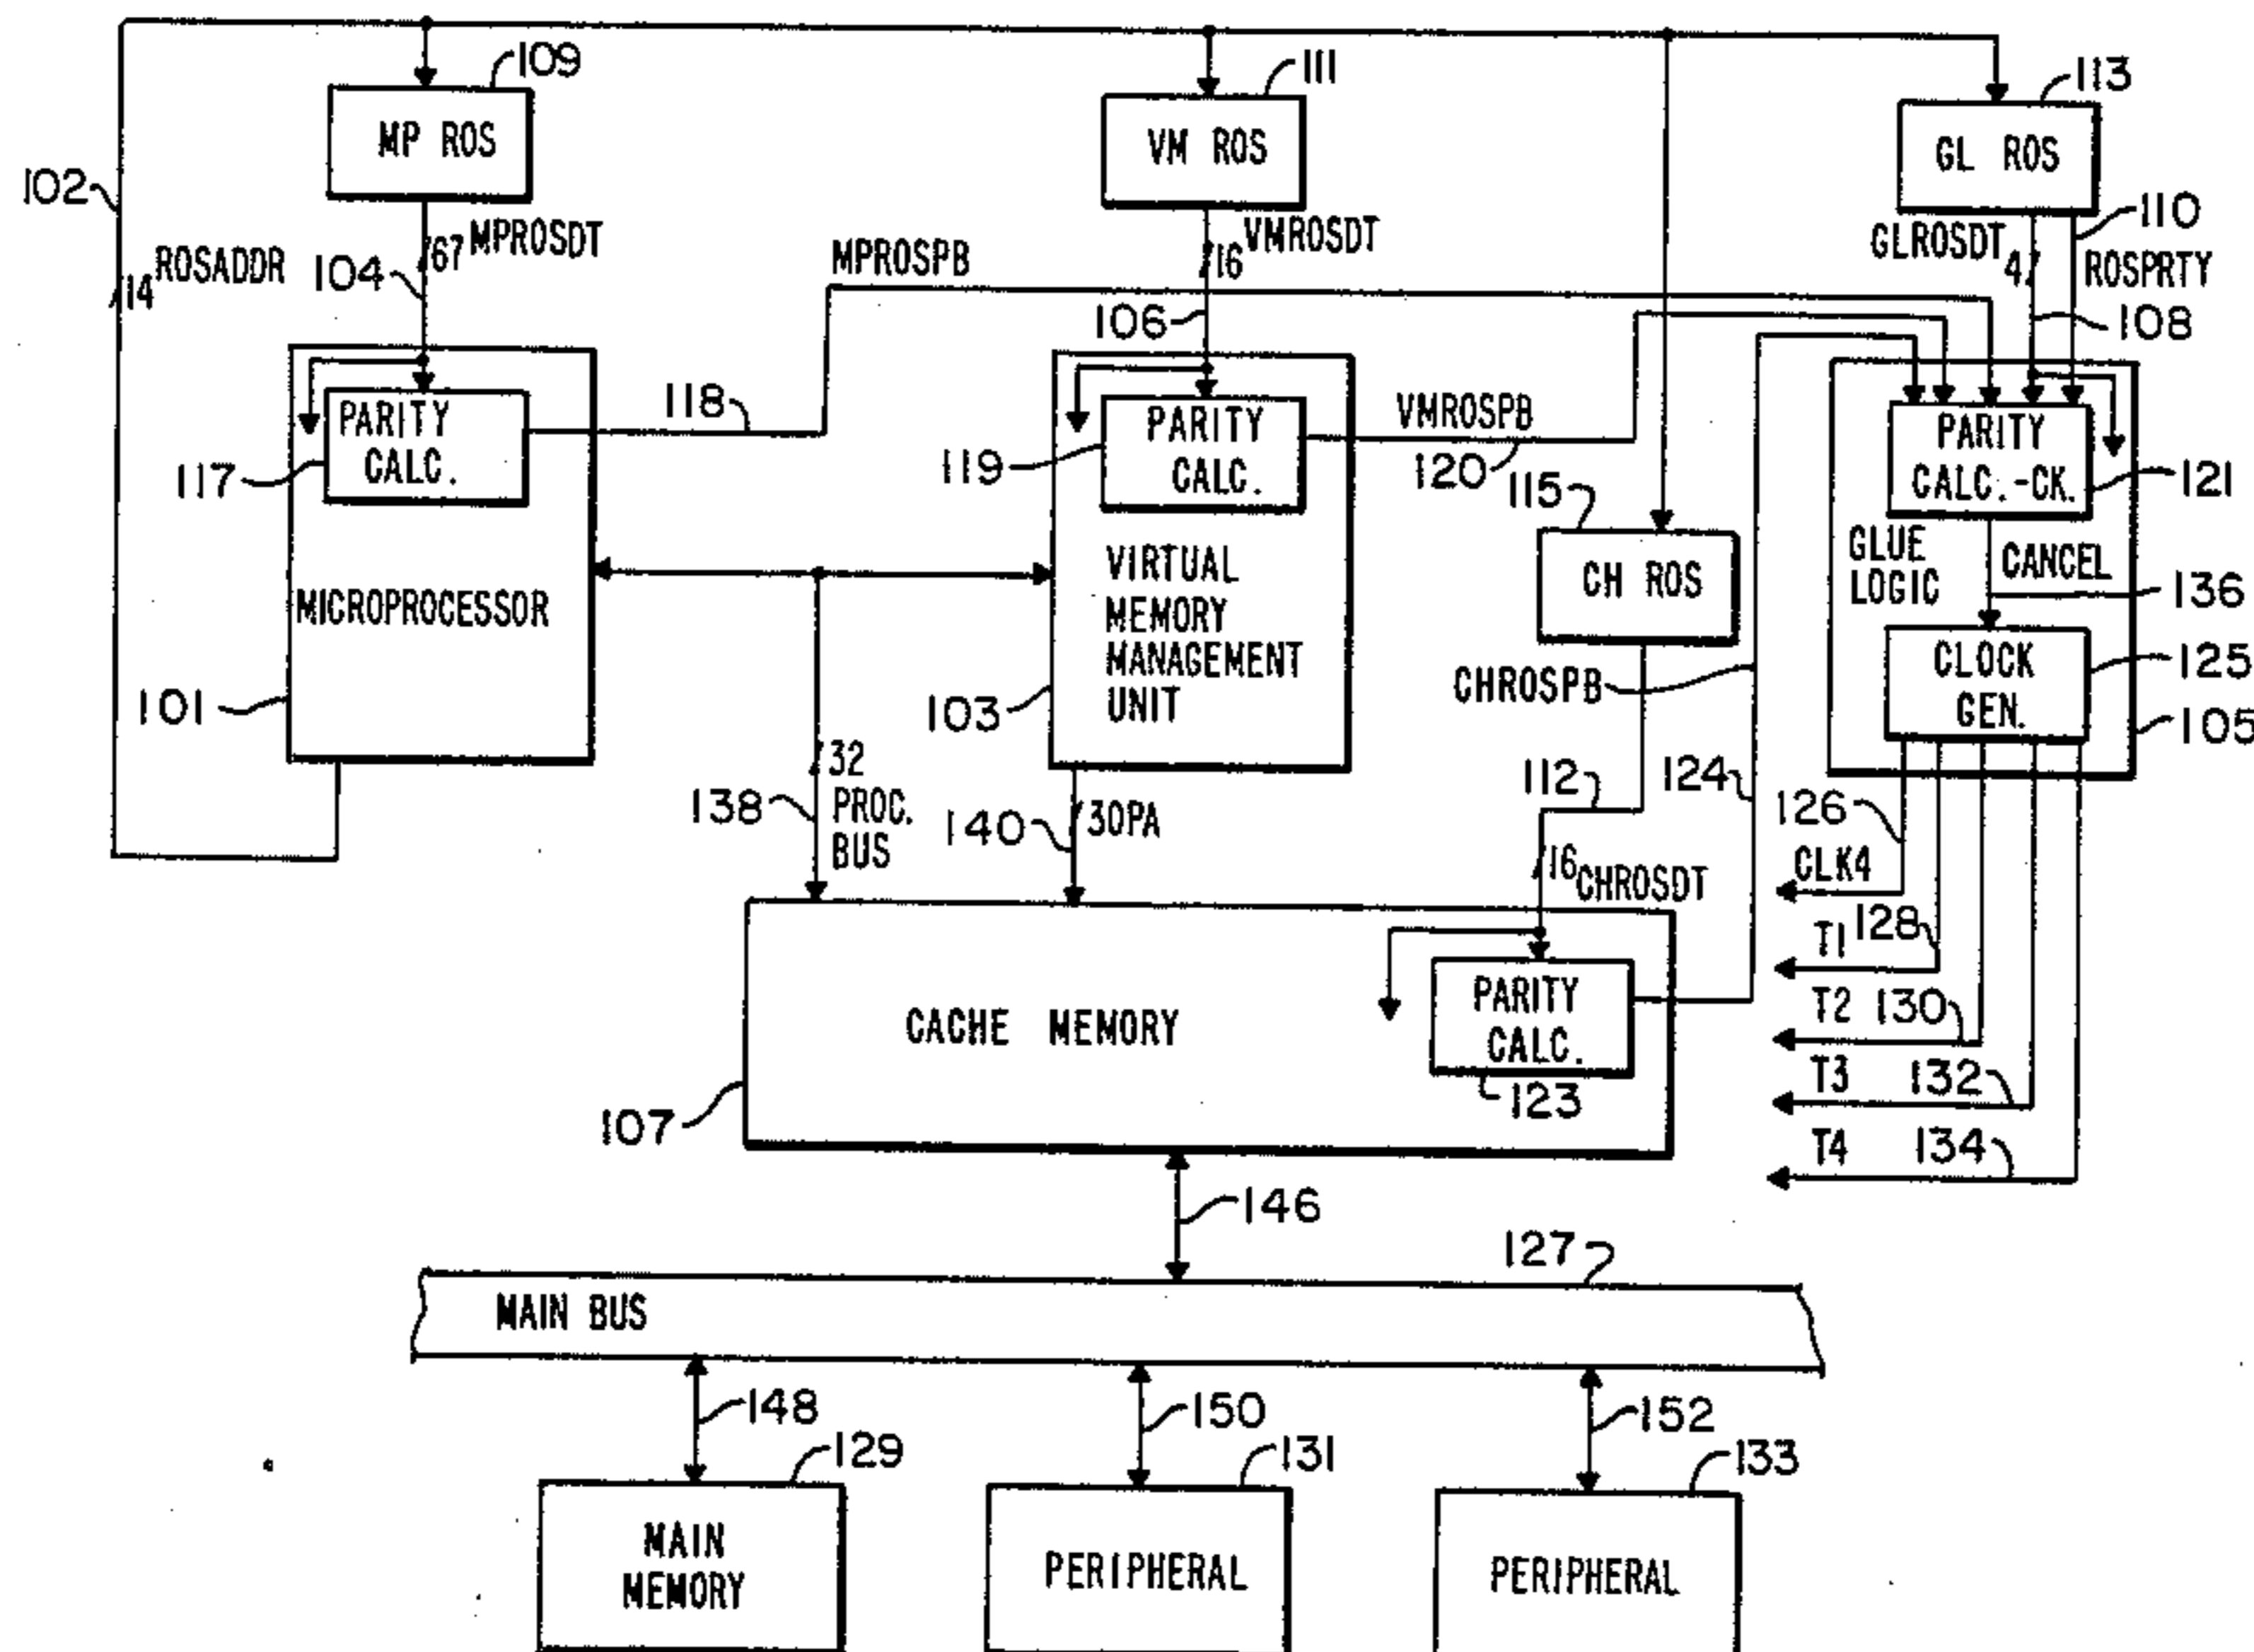 109
111
113
MP ROS
VM ROS
GL ROS
102
110
67 MPROSDT
16 VMROSDT
GLROSDT 4
ROSPRTY
14 ROSADDR
104
MPROSPB
106
108
118
PARITY
CALC.
117
PARITY
CALC.
119
VMROSPB
120
115
PARITY
CALC.-CK.
121
GLUE
LOGIC
CANCEL
136
MICROPROCESSOR
VIRTUAL
MEMORY
MANAGEMENT
UNIT
CH ROS
CLOCK
GEN.
125
CHROSPB
101
103
105
32
PROC.
BUS
138
140
30PA
112
124
126
16 CHROSDT
CLK4
128
T1
T2
130
CACHE MEMORY
PARITY
CALC.
123
T3
132
107
T4
134
146
127
MAIN BUS
148
150
152
129
131
133
MAIN
MEMORY
PERIPHERAL
PERIPHERAL